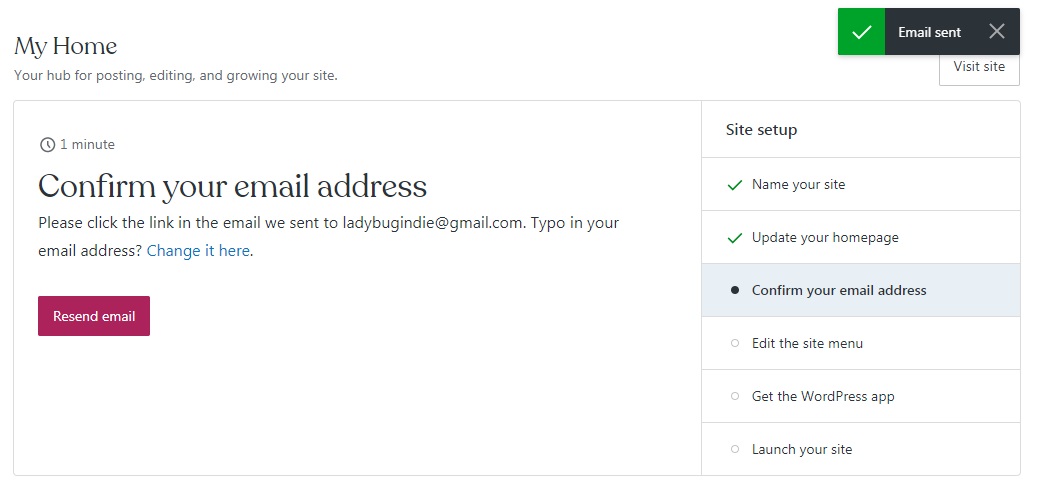 My Home
Your hub for posting, editing, and growing your site.
Email sent
Visit site
1 minute
Confirm your email address
Please click the link in the email we sent to ladybugindie@gmail.com. Typo in your
email address? Change it here.
Resend email
Site setup
Name your site
Update your homepage
Confirm your email address
Edit the site menu
Get the WordPress app
Launch your site